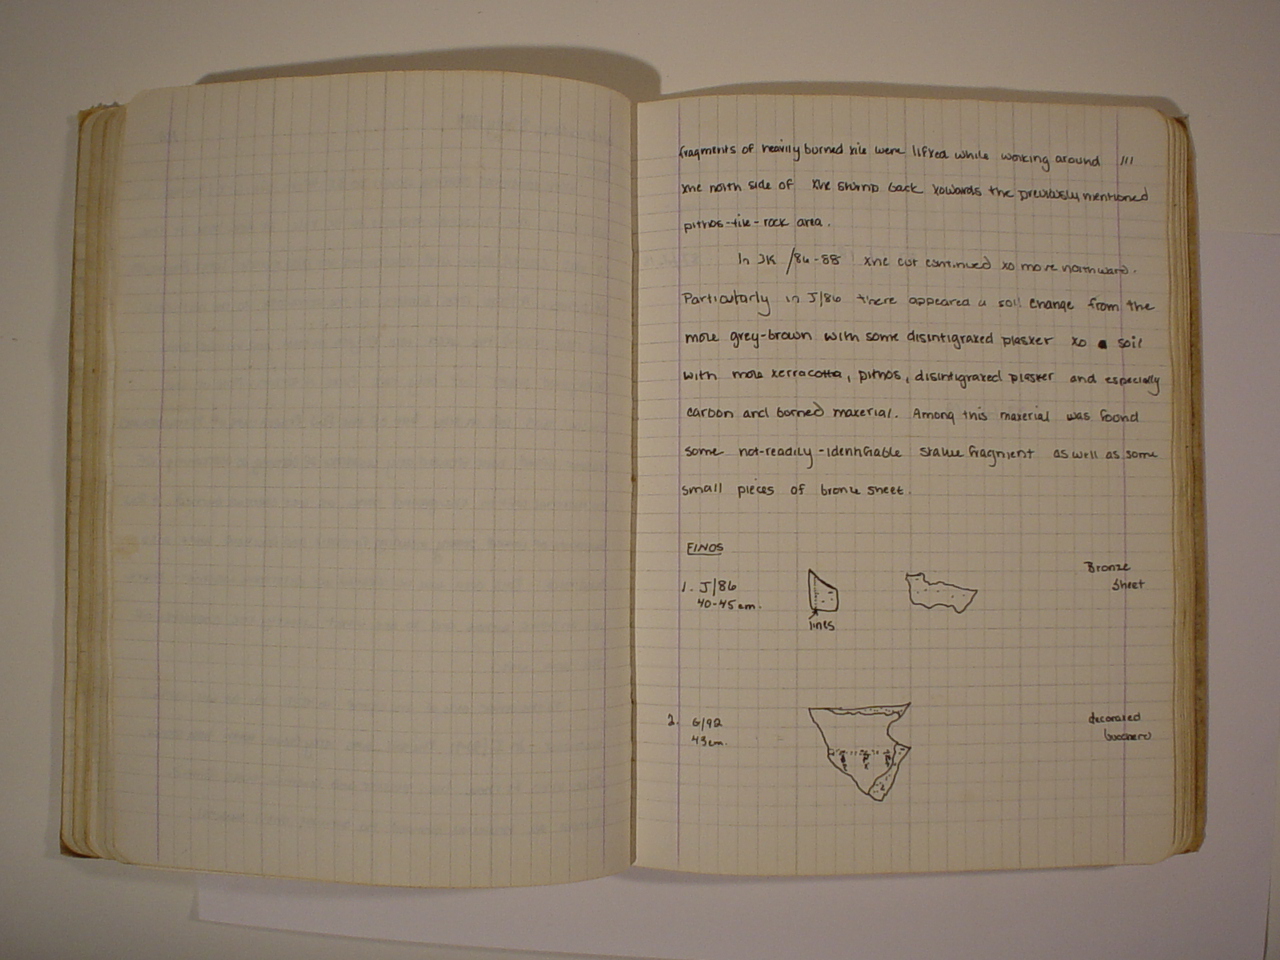 fragments of heavily burned tile were lifted while working around 111
the north side of the stump back towards the previously mentioned
pithos-tile-rock area.
In JK /86-88 the cut continued to move northward.
Particularly in J/86 there appeared a soil change from the
more grey-brown with some disintigrated plaster to a soil
with more terracotta, pithos, disintigrated plaster and especially
carbon and burned material. Among this material was found
some not-readily-identifiable statue fragment as well as some
small pieces of bronze sheet.
FINDS
1. J/86
40-45 cm.
lines
Bronze
Sheet
2. G/92
43 cm.
decorated
bucchero